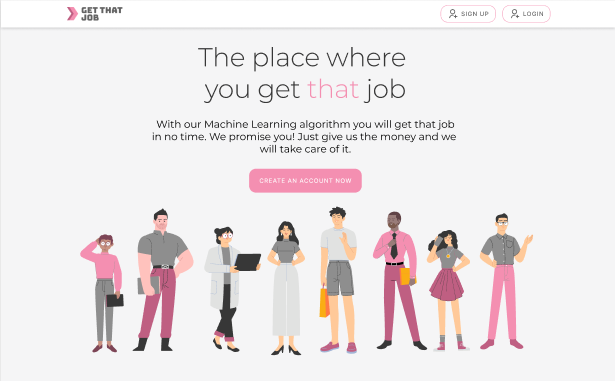 GET THAT
JOB
SIGN UP
LOGIN
The place where
you get that job
With our Machine Learning algorithm you will get that job
in no time. We promise you! Just give us the money and we
will take care of it.
CREATE AN ACCOUNT NOW